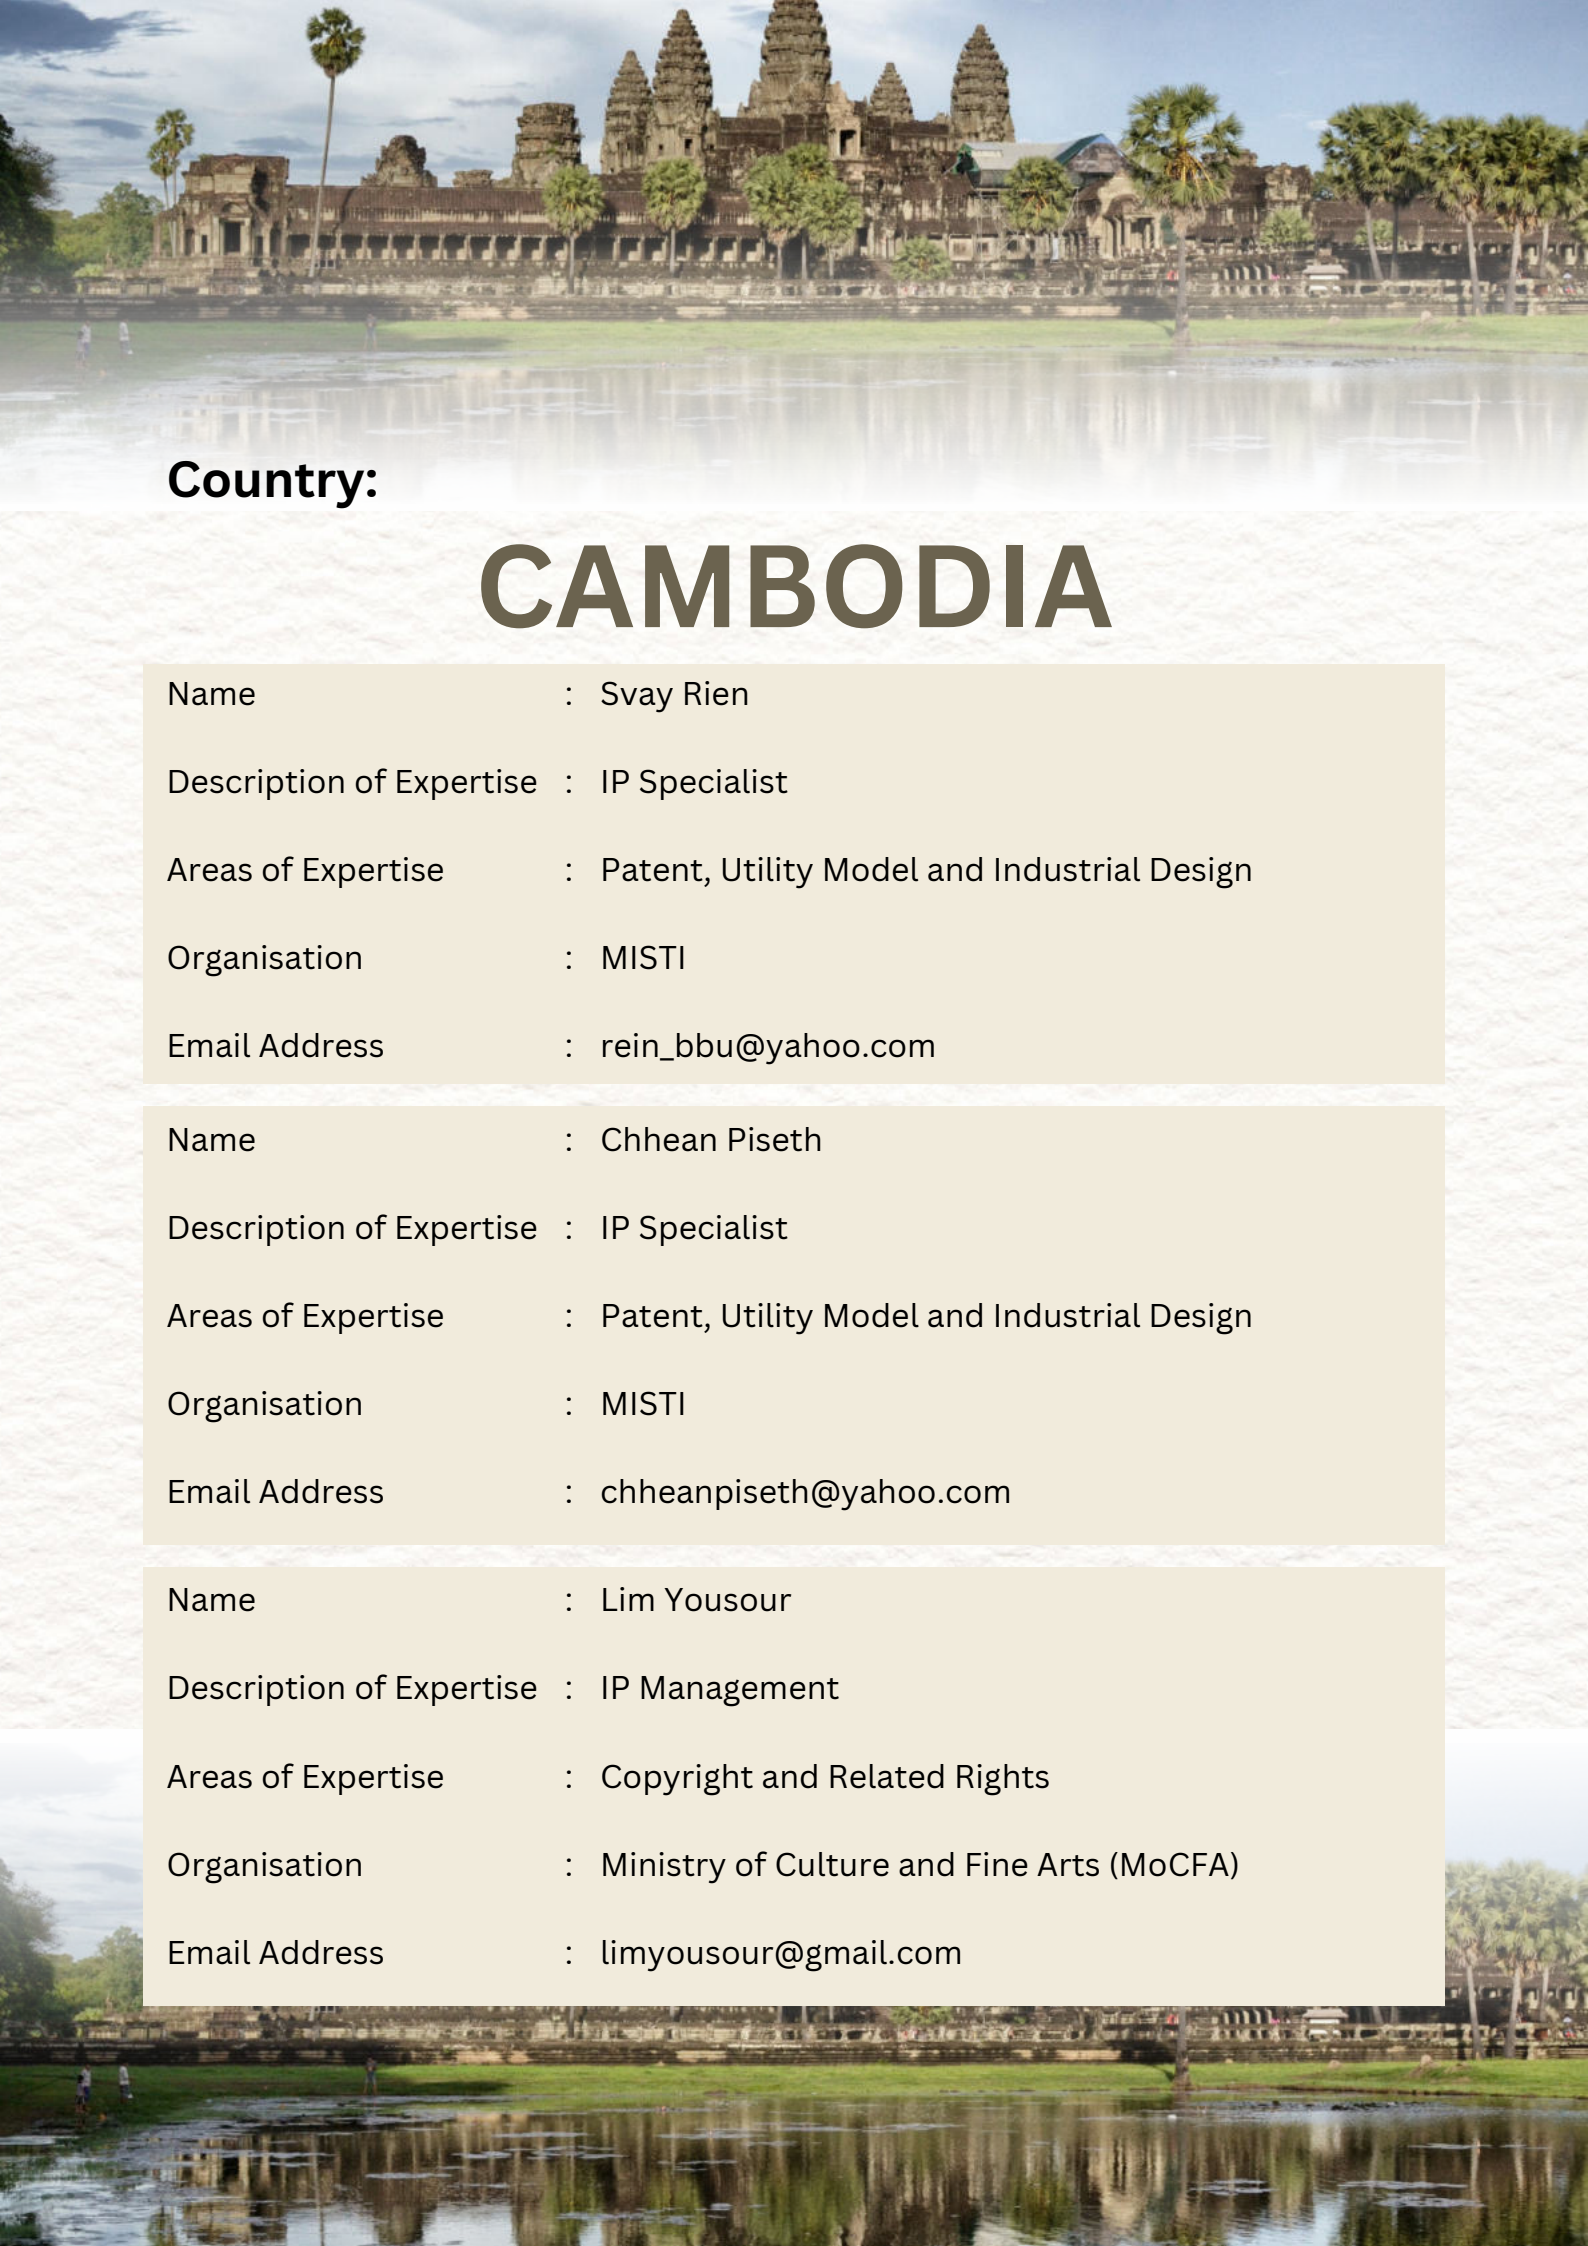 Country:
CAMBODIA
Name : Svay Rien
Description of Expertise : IP Specialist
Areas of Expertise : Patent, Utility Model and Industrial Design
Organisation : MISTI
Email Address : rein_bbu@yahoo.com
Name : Chhean Piseth
Description of Expertise : IP Specialist
Areas of Expertise : Patent, Utility Model and Industrial Design
Organisation : MISTI
Email Address : chheanpiseth@yahoo.com
Name : Lim Yousour
Description of Expertise : IP Management
Areas of Expertise : Copyright and Related Rights
Organisation : Ministry of Culture and Fine Arts (MoCFA)
Email Address : limyousour@gmail.com